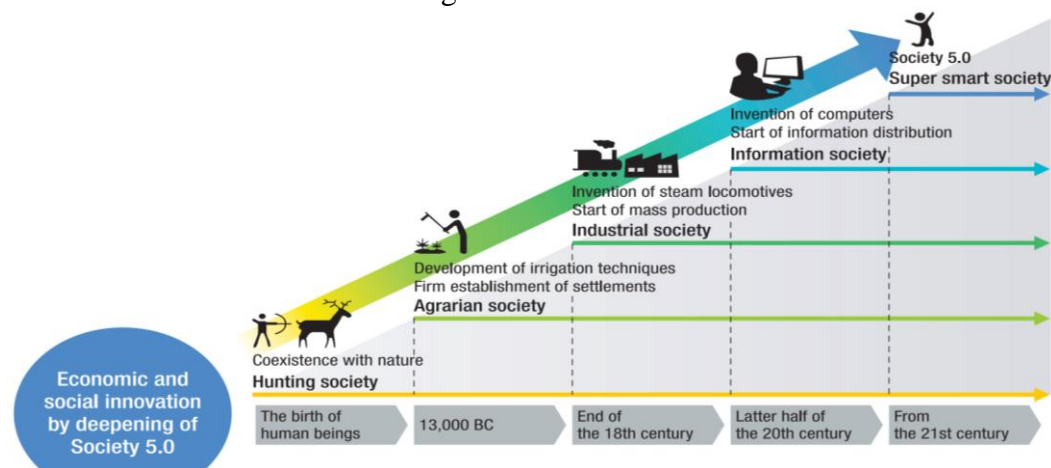 Society 5.0
Super smart society
Invention of computers
Start of information distribution
Information society
Invention of steam locomotives
Start of mass production
Industrial society
Development of irrigation techniques
Firm establishment of settlements
Agrarian society
Coexistence with nature
Hunting society
Economic and
social innovation
by deepening of
Society 5.0
The birth of
human beings
13,000 BC
End of
the 18th century
Latter half of
the 20th century
From
the 21st century